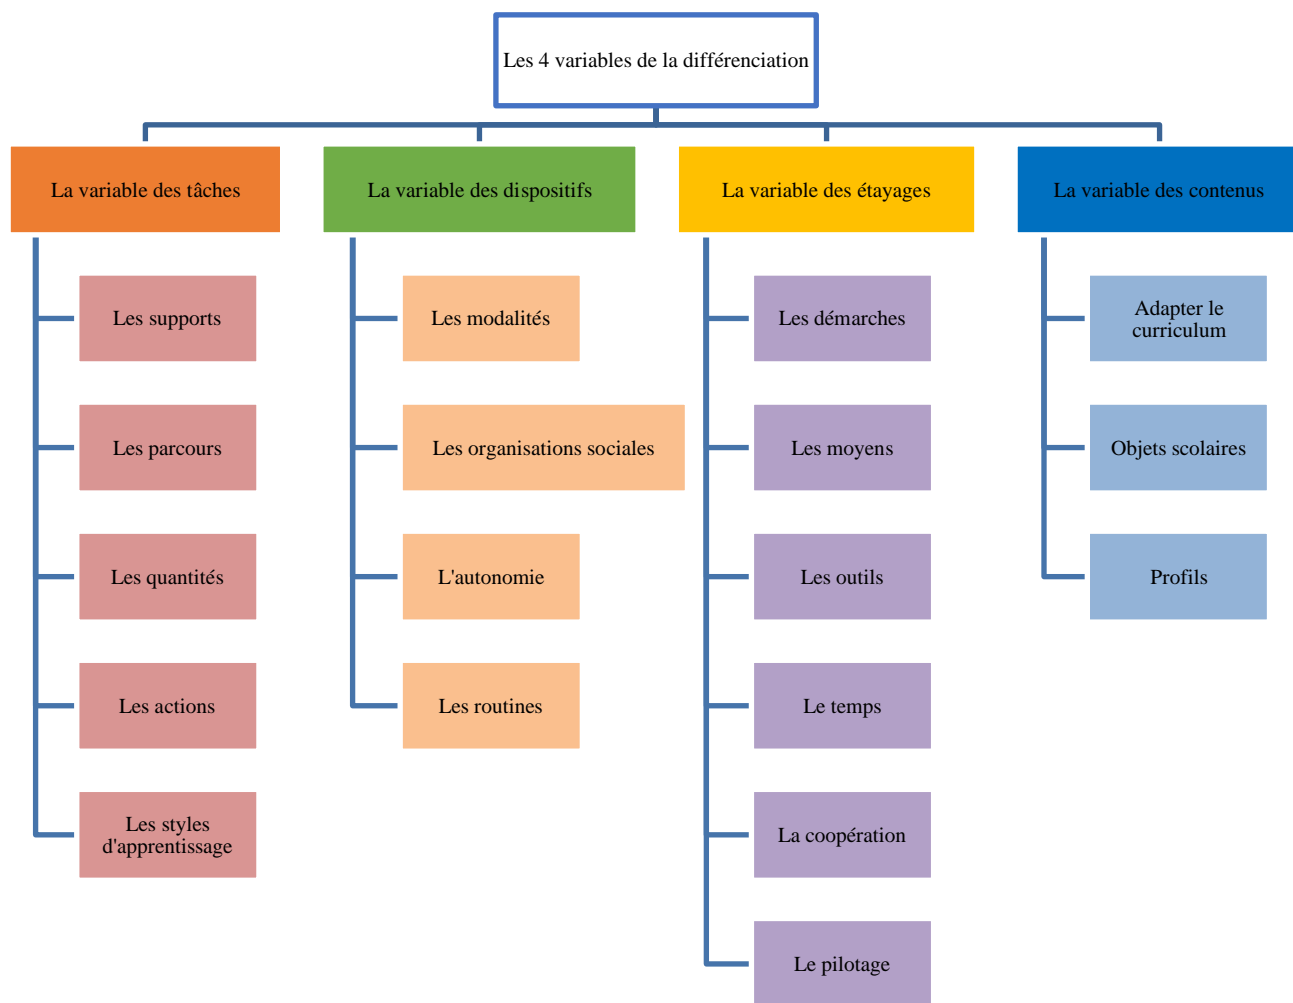 Les 4 variables de la différenciation
La variable des tâches
Les supports
Les parcours
Les quantités
Les actions
Les styles
d'apprentissage
La variable des dispositifs
Les modalités
Les organisations sociales
L'autonomie
Les routines
La variable des étayages
Les démarches
Les moyens
Les outils
Le temps
La coopération
Le pilotage
La variable des contenus
Adapter le
curriculum
Objets scolaires
Profils